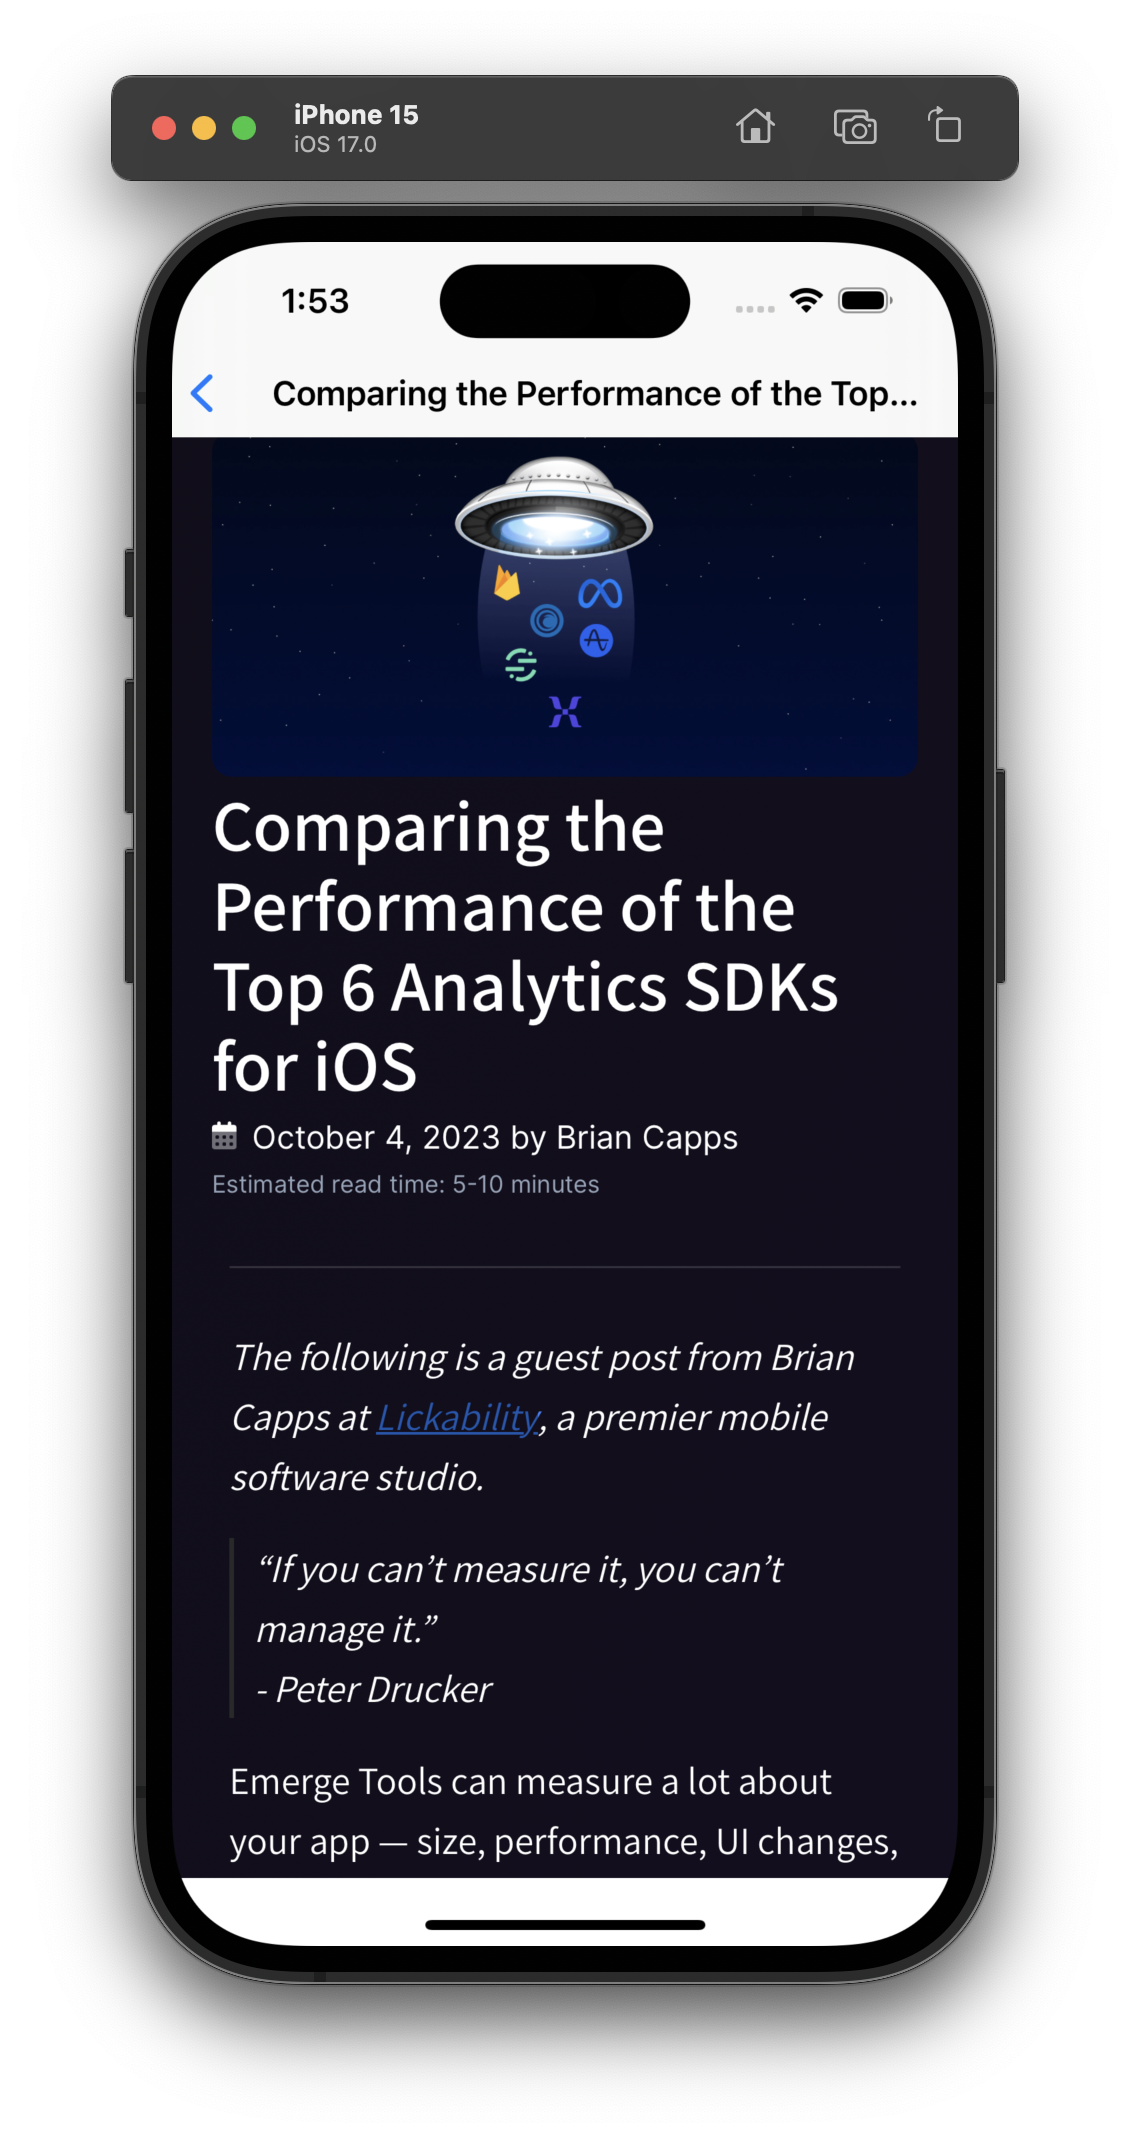 iPhone 15
iOS 17.0
1:53
Comparing the Performance of the Top...
Comparing the
Performance of the
Top 6 Analytics SDKs
for iOS
October 4, 2023 by Brian Capps
Estimated read time: 5-10 minutes
The following is a guest post from Brian
Capps at Lickability, a premier mobile
software studio.
“If you can’t measure it, you can’t
manage it.”
- Peter Drucker
Emerge Tools can measure a lot about
your app — size, performance, UI changes,